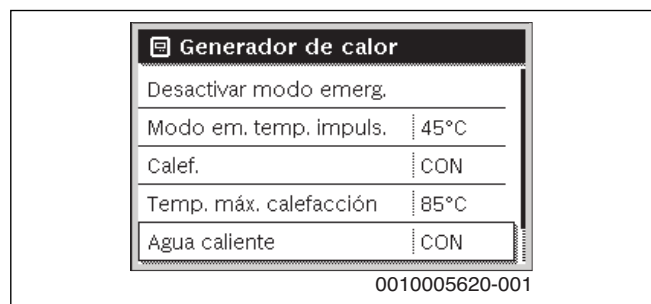 Generador de calor
Desactivar modo emerg.
Modo em. temp. impuls. 45°C
Calef. CON
Temp. máx. calefacción 85°C
Agua caliente CON
0010005620-001